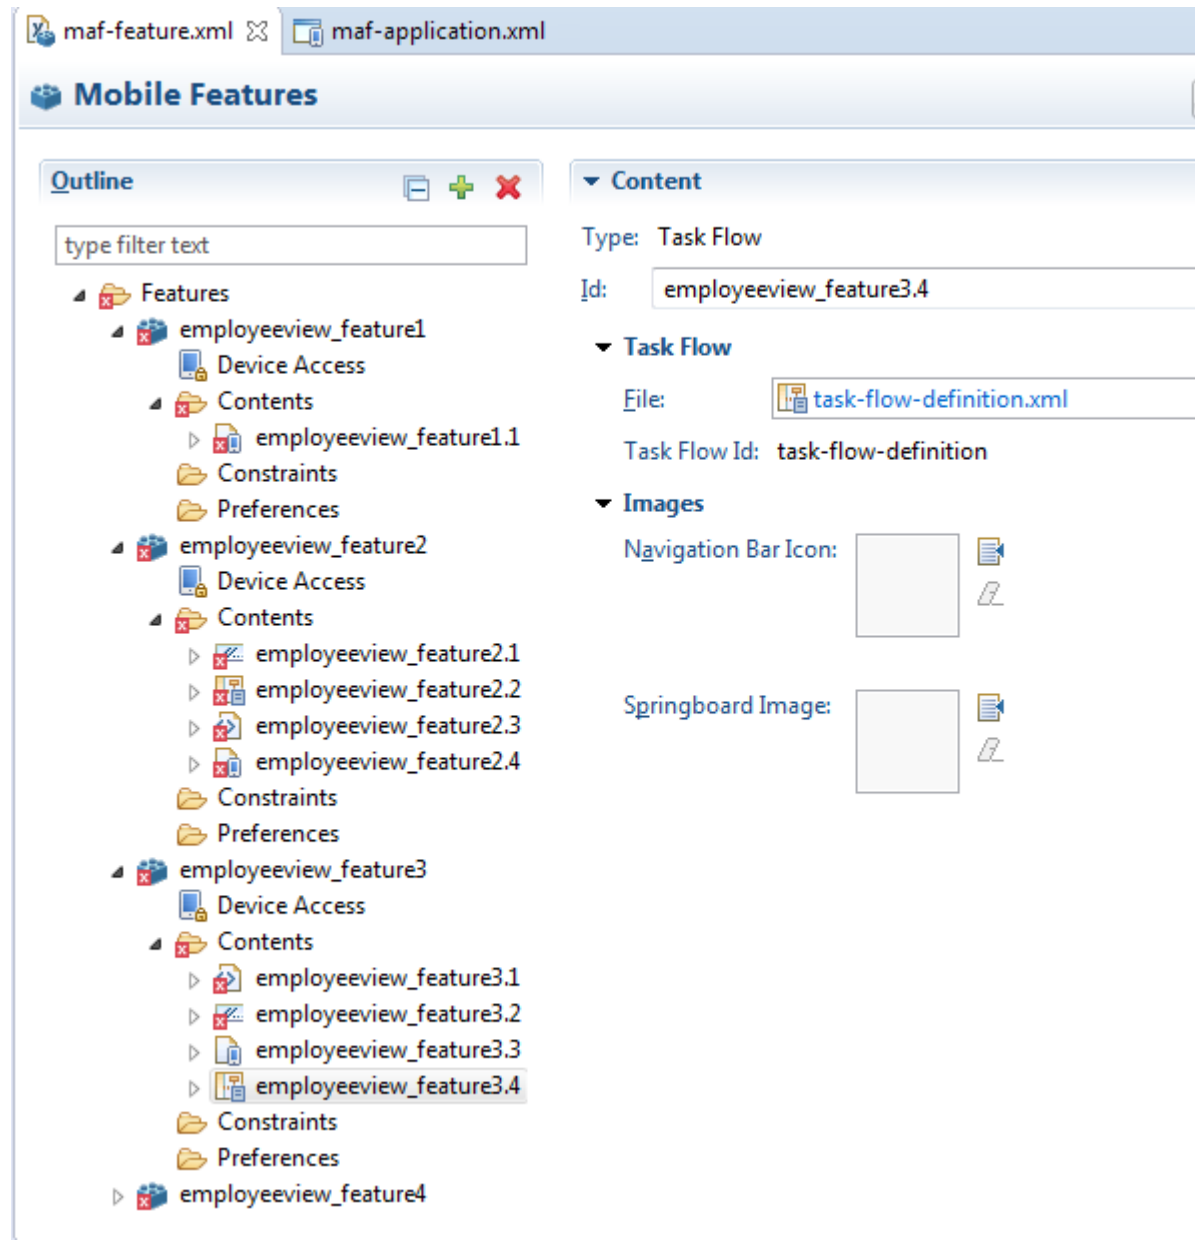 maf-feature.xml maf-application.xml
Mobile Features
Outline
type filter text
Features
employeeview_feature1
Device Access
Contents
employeeview_feature1.1
Constraints
Preferences
employeeview_feature2
Device Access
Contents
employeeview_feature2.1
employeeview_feature2.2
employeeview_feature2.3
employeeview_feature2.4
Constraints
Preferences
employeeview_feature3
Device Access
Contents
employeeview_feature3.1
employeeview_feature3.2
employeeview_feature3.3
employeeview_feature3.4
Constraints
Preferences
employeeview_feature4
Content
Type: Task Flow
Id: employeeview_feature3.4
Task Flow
File: task-flow-definition.xml
Task Flow Id: task-flow-definition
Images
Navigation Bar Icon:
Springboard Image: